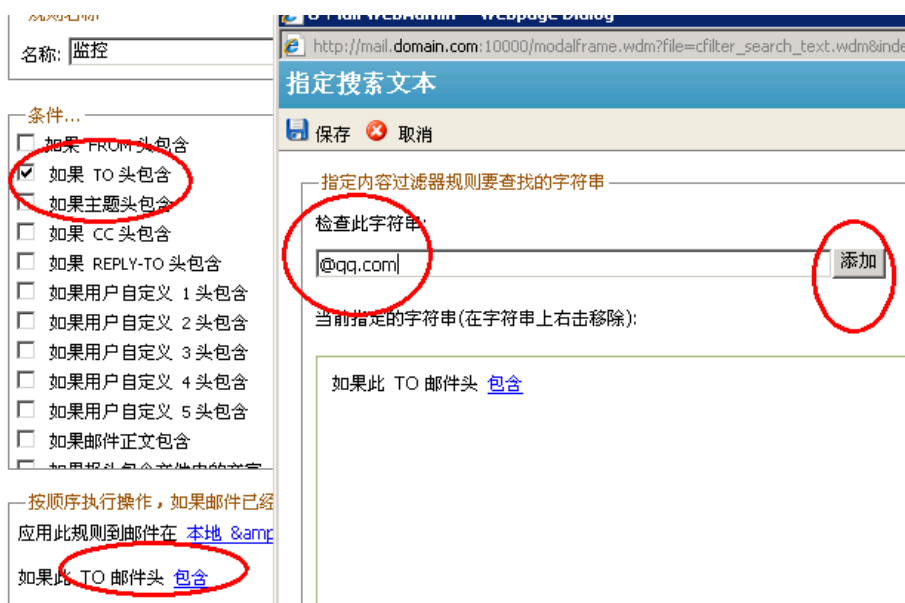 规则名称
名称: 监控
条件...
如果 FROM 头包含
如果 TO 头包含
如果主题头包含
如果 CC 头包含
如果 REPLY-TO 头包含
如果用户自定义 1 头包含
如果用户自定义 2 头包含
如果用户自定义 3 头包含
如果用户自定义 4 头包含
如果用户自定义 5 头包含
如果邮件正文包含
按顺序执行操作，如果邮件已经
应用此规则到邮件在 本地 &amp
如果此 TO 邮件头 包含
Mail WebAdmin -- Webpage Dialog
http://mail.domain.com:10000/modalframe.wdm?file=cfilter_search_text.wdm&inde
指定搜索文本
保存 取消
指定内容过滤器规则要查找的字符串
检查此字符串:
@qq.com 添加
当前指定的字符串(在字符串上右击移除):
如果此 TO 邮件头 包含